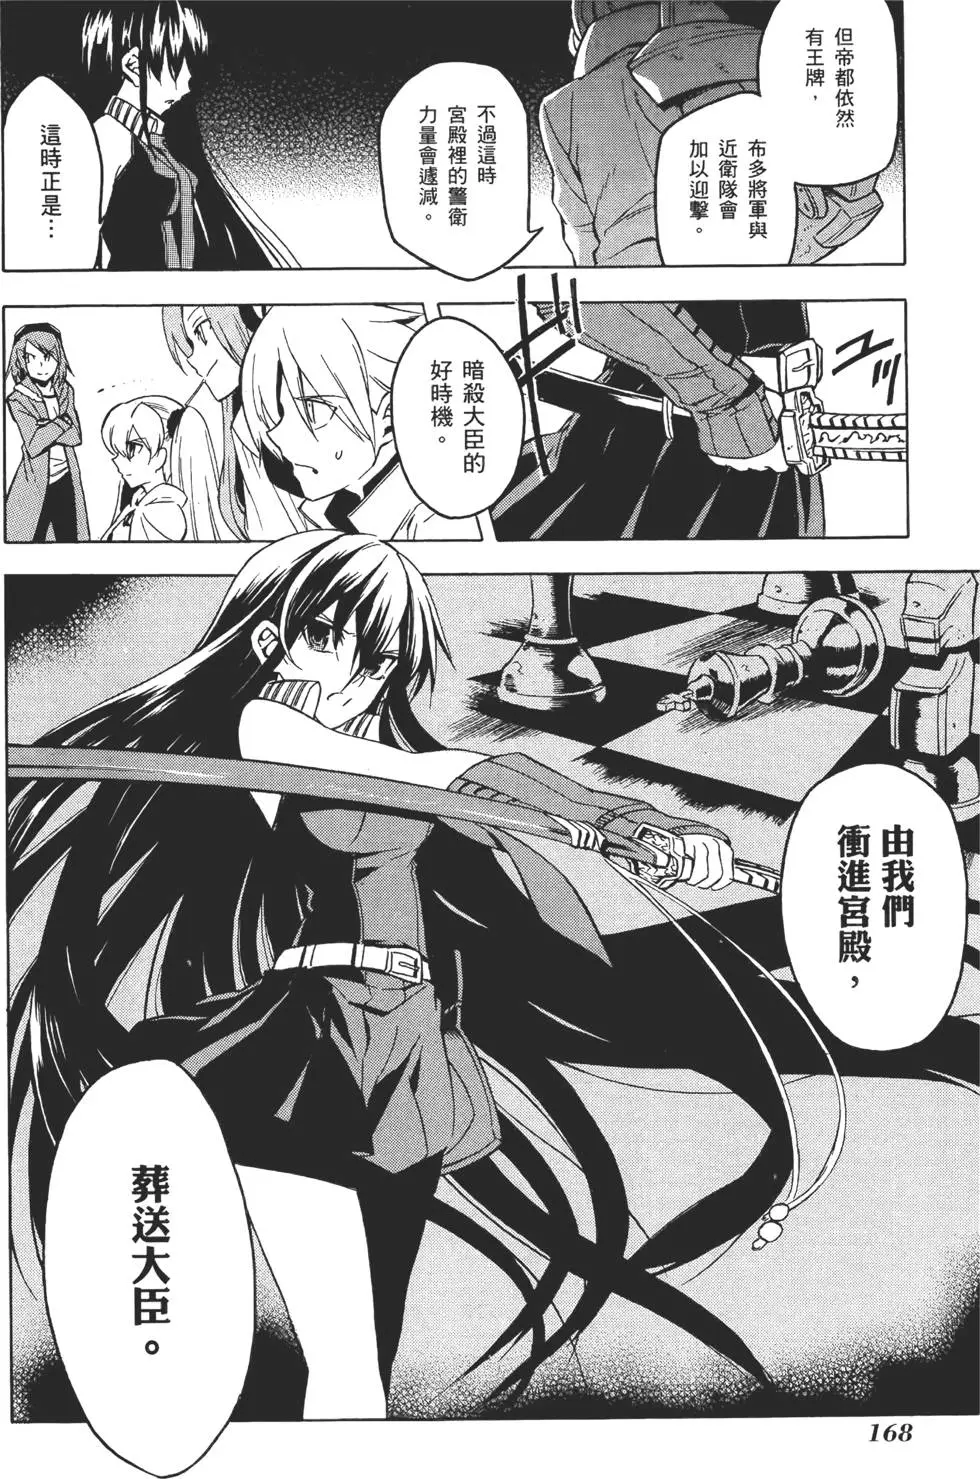 但帝都依然
有王牌，
布多將軍與
近衛隊會
加以迎擊。
不過這時
宮殿裡的警衛
力量會遽減。
這時正是…
暗殺大臣的
好時機。
由我們
衝進宮殿，
葬送大臣。
168